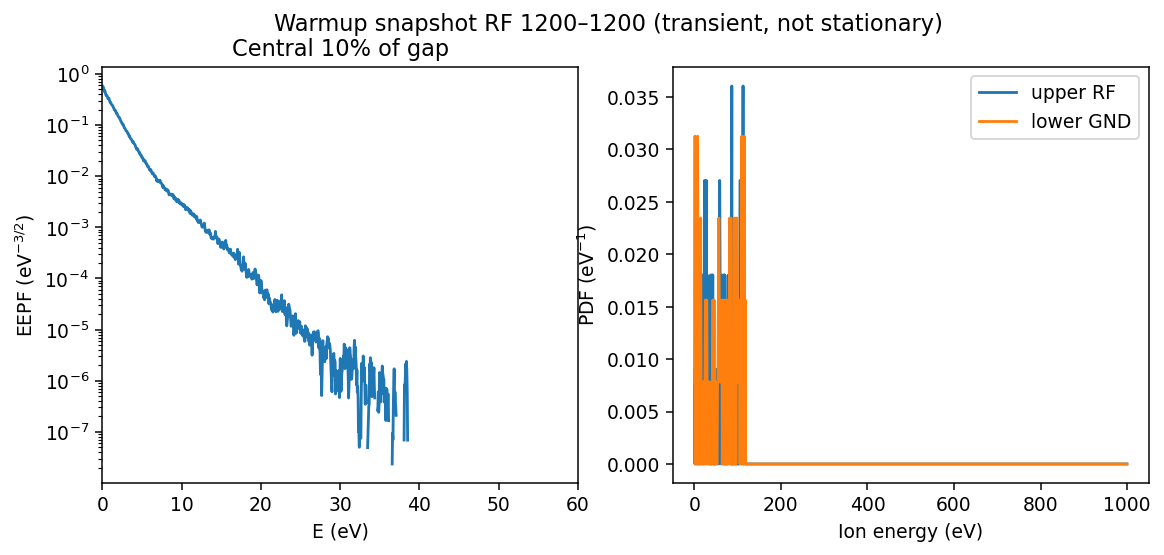 Warmup snapshot RF 1200–1200 (transient, not stationary)
Central 10% of gap
EEPF (eV⁻³/²)
10⁰
10⁻¹
10⁻²
10⁻³
10⁻⁴
10⁻⁵
10⁻⁶
10⁻⁷
0 10 20 30 40 50 60
E (eV)
PDF (eV⁻¹)
0.035
0.030
0.025
0.020
0.015
0.010
0.005
0.000
upper RF
lower GND
0 200 400 600 800 1000
Ion energy (eV)